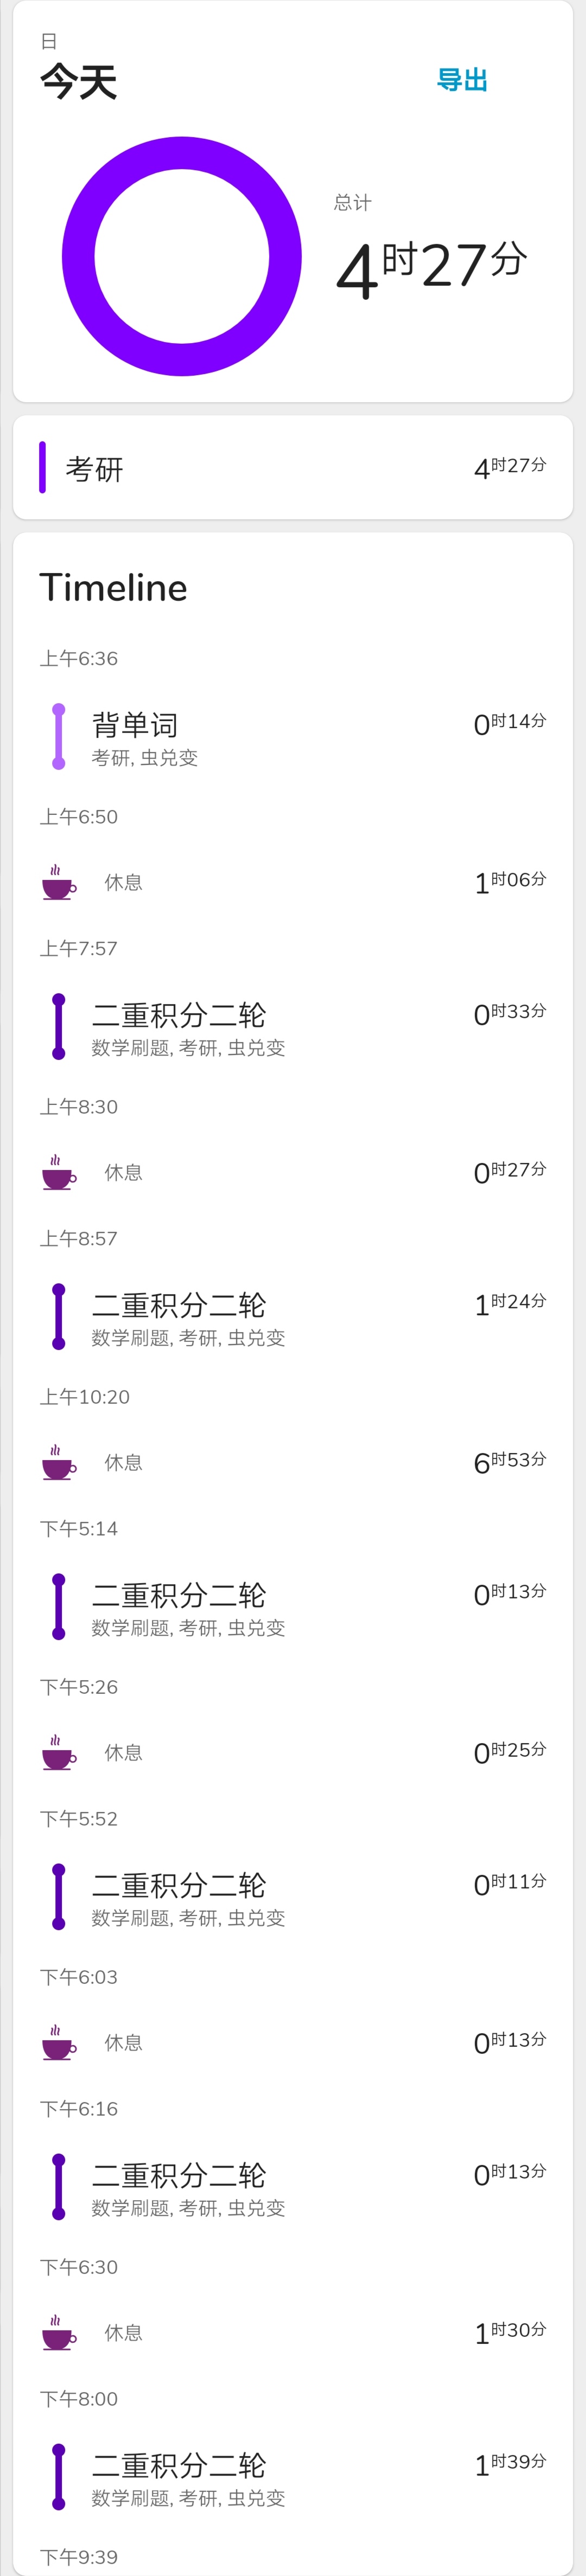 日
今天
导出
总计
4时27分
考研 4时27分
Timeline
上午6:36
背单词 0时14分
考研, 虫兑变
上午6:50
休息 1时06分
上午7:57
二重积分二轮 0时33分
数学刷题, 考研, 虫兑变
上午8:30
休息 0时27分
上午8:57
二重积分二轮 1时24分
数学刷题, 考研, 虫兑变
上午10:20
休息 6时53分
下午5:14
二重积分二轮 0时13分
数学刷题, 考研, 虫兑变
下午5:26
休息 0时25分
下午5:52
二重积分二轮 0时11分
数学刷题, 考研, 虫兑变
下午6:03
休息 0时13分
下午6:16
二重积分二轮 0时13分
数学刷题, 考研, 虫兑变
下午6:30
休息 1时30分
下午8:00
二重积分二轮 1时39分
数学刷题, 考研, 虫兑变
下午9:39